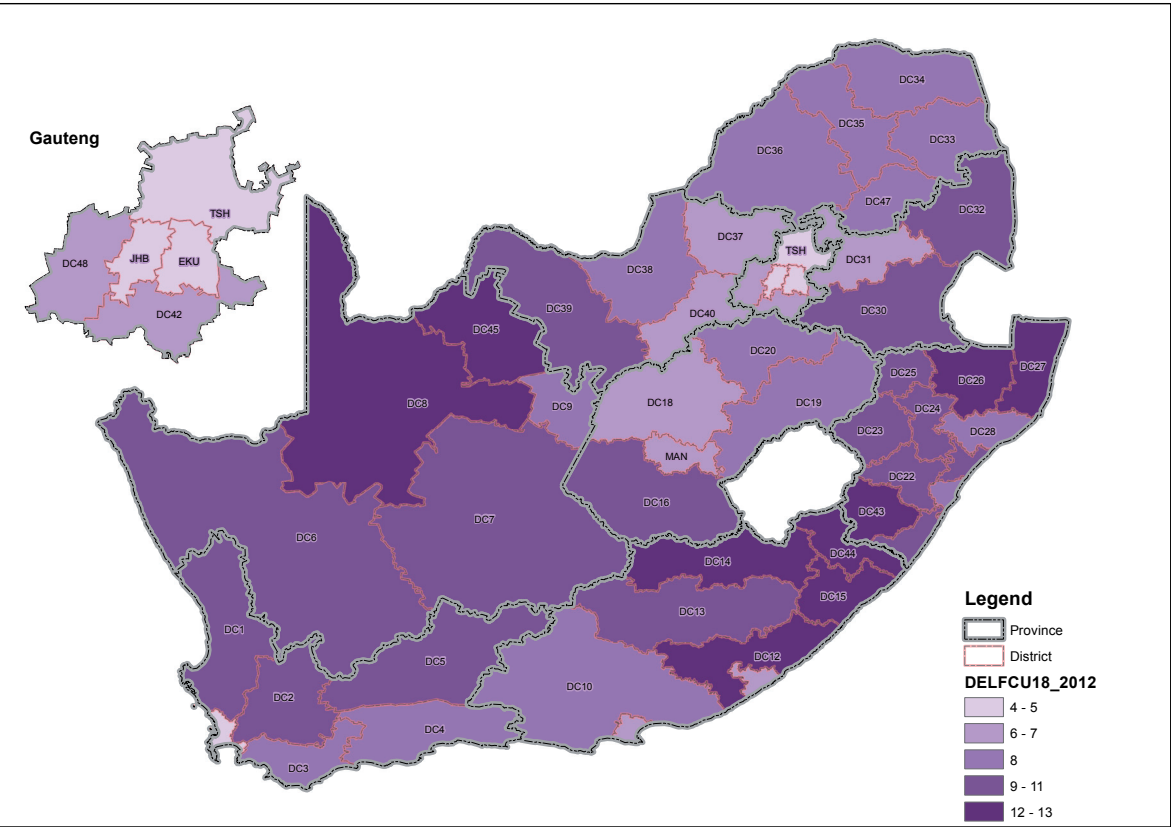 Gauteng
TSH
JHB
EKU
DC48
DC42
DC34
DC35
DC33
DC36
DC47
DC32
DC37
TSH
DC31
DC38
DC39
DC40
DC30
DC45
DC20
DC25
DC26
DC27
DC8
DC9
DC18
DC19
DC24
DC28
DC23
MAN
DC22
DC16
DC43
DC7
DC6
DC14
DC44
DC15
DC13
DC1
DC12
DC5
DC10
DC2
DC4
DC3
Legend
Province
District
DELFCU18_2012
4 - 5
6 - 7
8
9 - 11
12 - 13